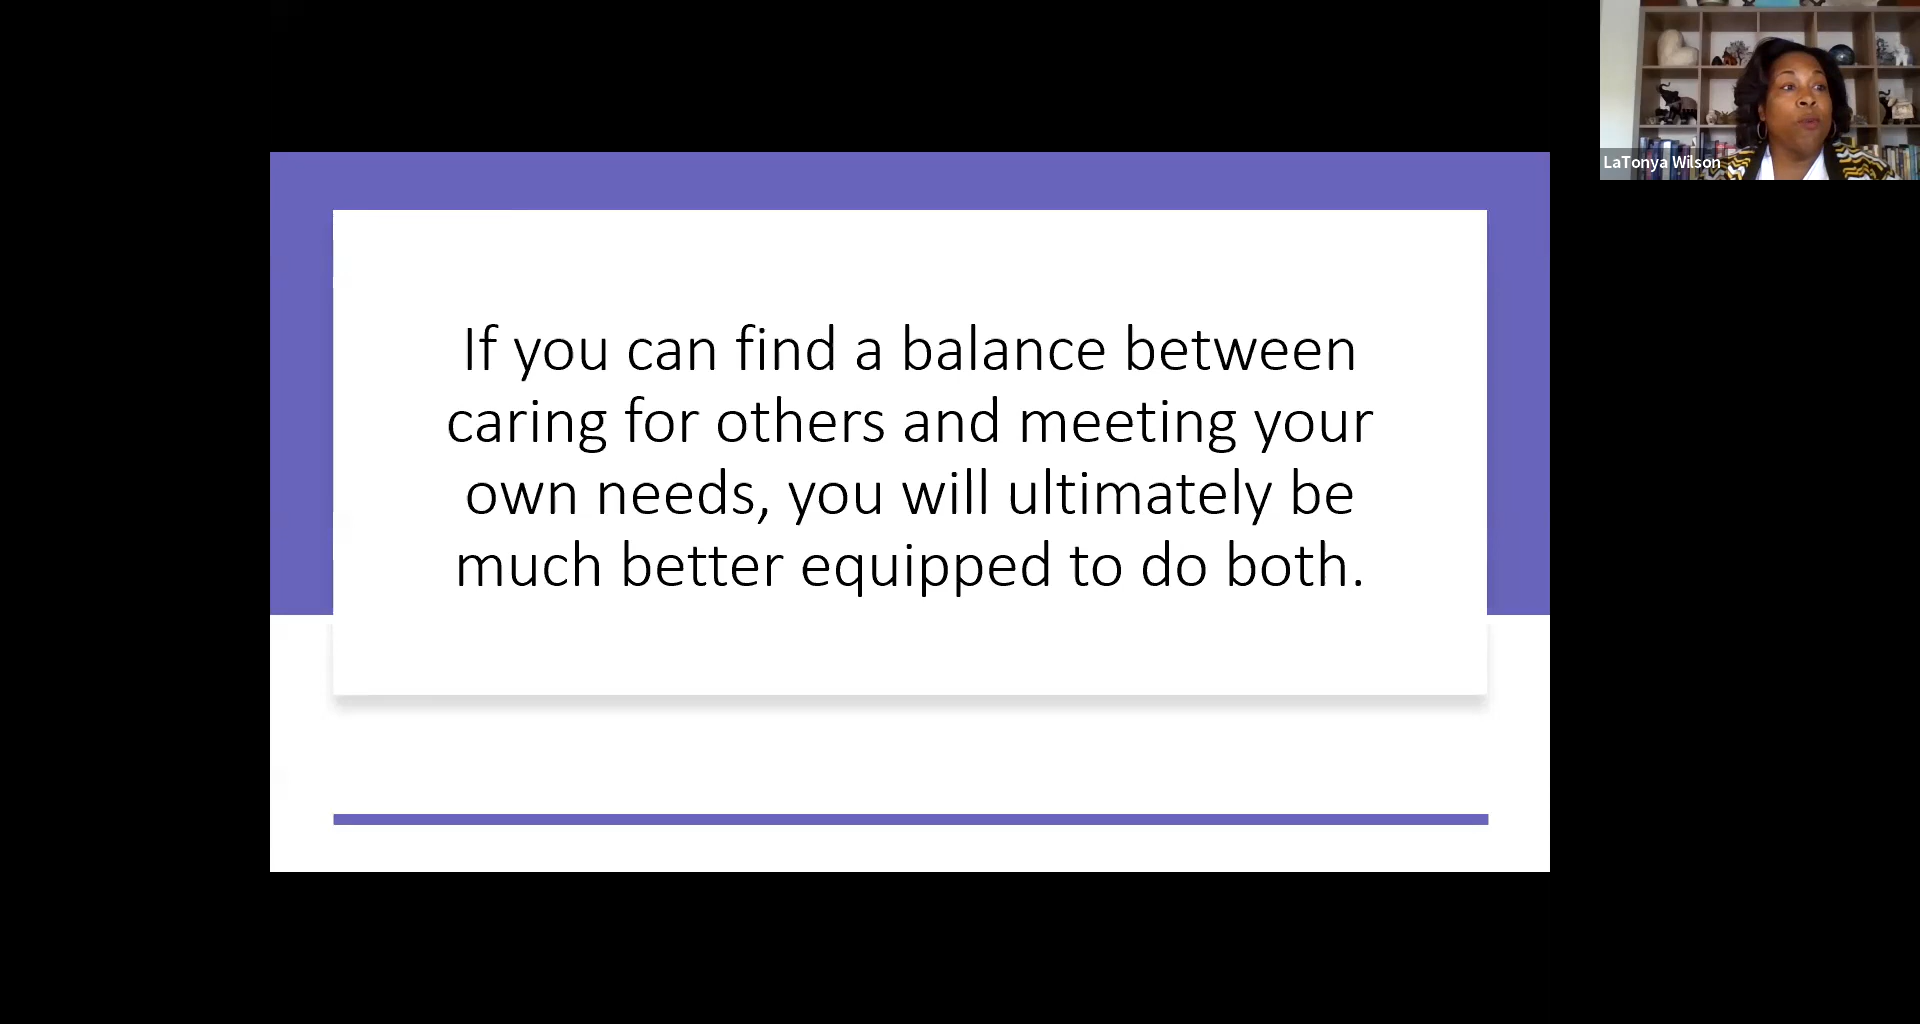 If you can find a balance between
caring for others and meeting your
own needs, you will ultimately be
much better equipped to do both.
LaTonya Wilson